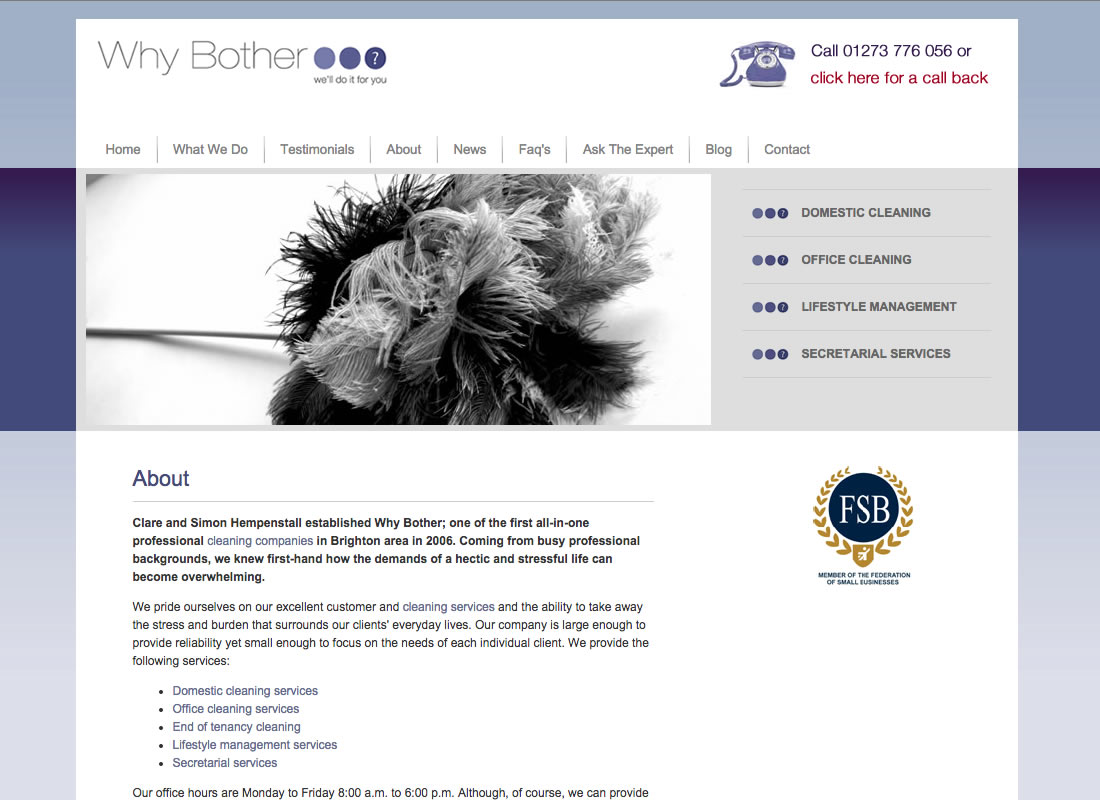 Why Bother ?
we'll do it for you
Call 01273 776 056 or
click here for a call back
Home What We Do Testimonials About News Faq's Ask The Expert Blog Contact
? DOMESTIC CLEANING
? OFFICE CLEANING
? LIFESTYLE MANAGEMENT
? SECRETARIAL SERVICES
About
Clare and Simon Hempenstall established Why Bother; one of the first all-in-one
professional cleaning companies in Brighton area in 2006. Coming from busy professional
backgrounds, we knew first-hand how the demands of a hectic and stressful life can
become overwhelming.
We pride ourselves on our excellent customer and cleaning services and the ability to take away
the stress and burden that surrounds our clients' everyday lives. Our company is large enough to
provide reliability yet small enough to focus on the needs of each individual client. We provide the
following services:
• Domestic cleaning services
• Office cleaning services
• End of tenancy cleaning
• Lifestyle management services
• Secretarial services
Our office hours are Monday to Friday 8:00 a.m. to 6:00 p.m. Although, of course, we can provide
FSB
MEMBER OF THE FEDERATION
OF SMALL BUSINESSES